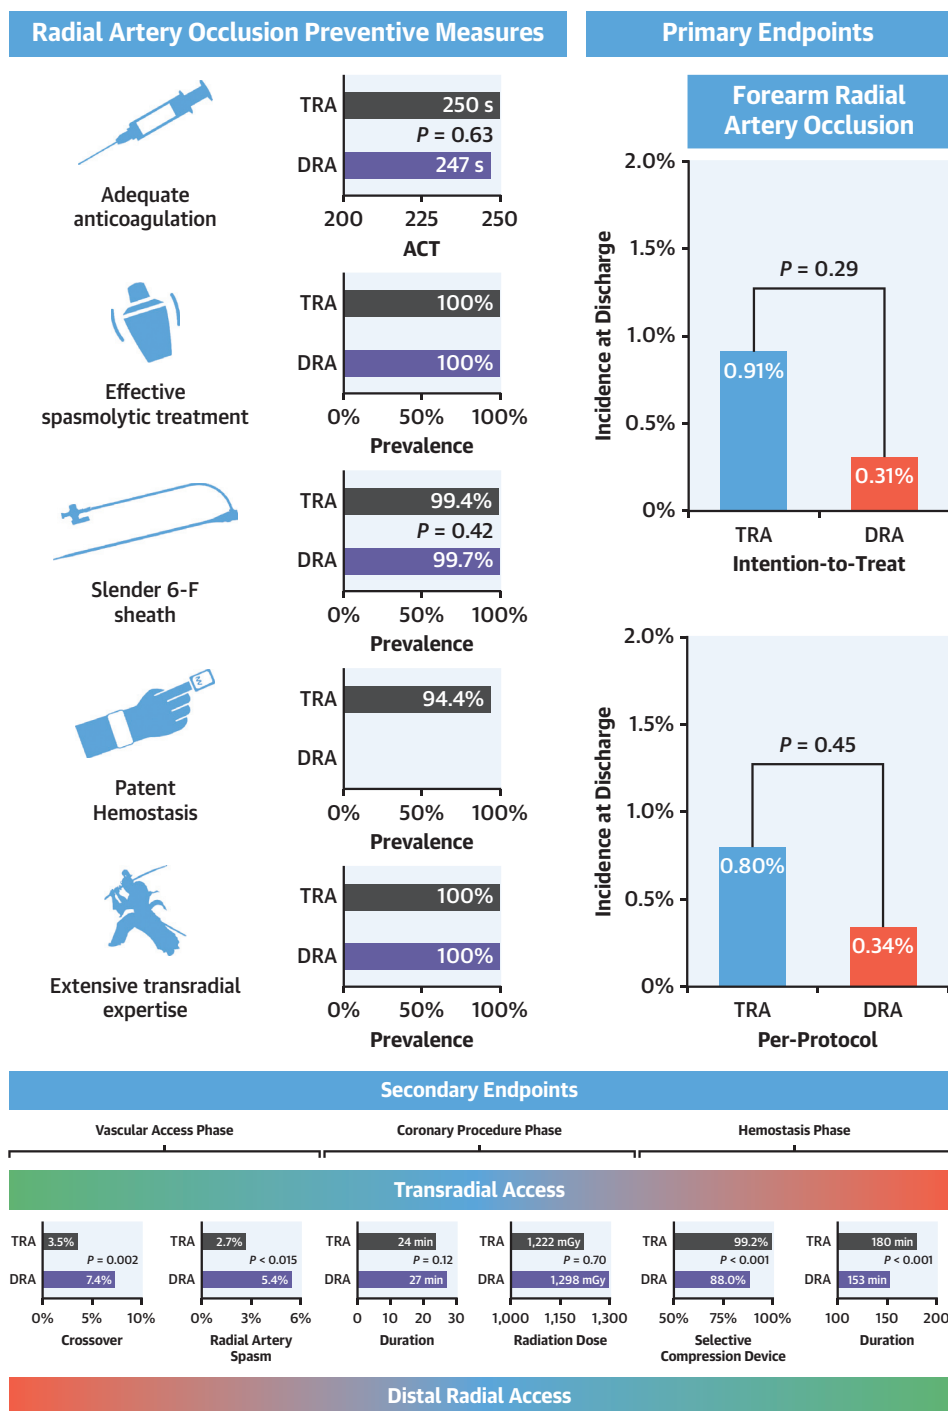 Radial Artery Occlusion Preventive Measures
Adequate
anticoagulation
TRA
250 s
P = 0.63
DRA
247 s
200 225 250
ACT
Effective
spasmolytic treatment
TRA
100%
DRA
100%
0% 50% 100%
Prevalence
Slender 6-F
sheath
TRA
99.4%
P = 0.42
DRA
99.7%
0% 50% 100%
Prevalence
Patent
Hemostasis
TRA
94.4%
DRA
0% 50% 100%
Prevalence
Extensive transradial
expertise
TRA
100%
DRA
100%
0% 50% 100%
Prevalence
Primary Endpoints
Forearm Radial
Artery Occlusion
Incidence at Discharge
2.0%
1.5%
1.0%
0.5%
0%
P = 0.29
0.91%
0.31%
TRA DRA
Intention-to-Treat
Incidence at Discharge
2.0%
1.5%
1.0%
0.5%
0%
P = 0.45
0.80%
0.34%
TRA DRA
Per-Protocol
Secondary Endpoints
Vascular Access Phase
Coronary Procedure Phase
Hemostasis Phase
Transradial Access
TRA
3.5%
P = 0.002
DRA
7.4%
0% 5% 10%
Crossover
TRA
2.7%
P < 0.015
DRA
5.4%
0% 3% 6%
Radial Artery
Spasm
TRA
24 min
P = 0.12
DRA
27 min
0 10 20 30
Duration
TRA
1,222 mGy
P = 0.70
DRA
1,298 mGy
1,000 1,150 1,300
Radiation Dose
TRA
99.2%
P < 0.001
DRA
88.0%
50% 75% 100%
Selective
Compression Device
TRA
180 min
P < 0.001
DRA
153 min
100 150 200
Duration
Distal Radial Access